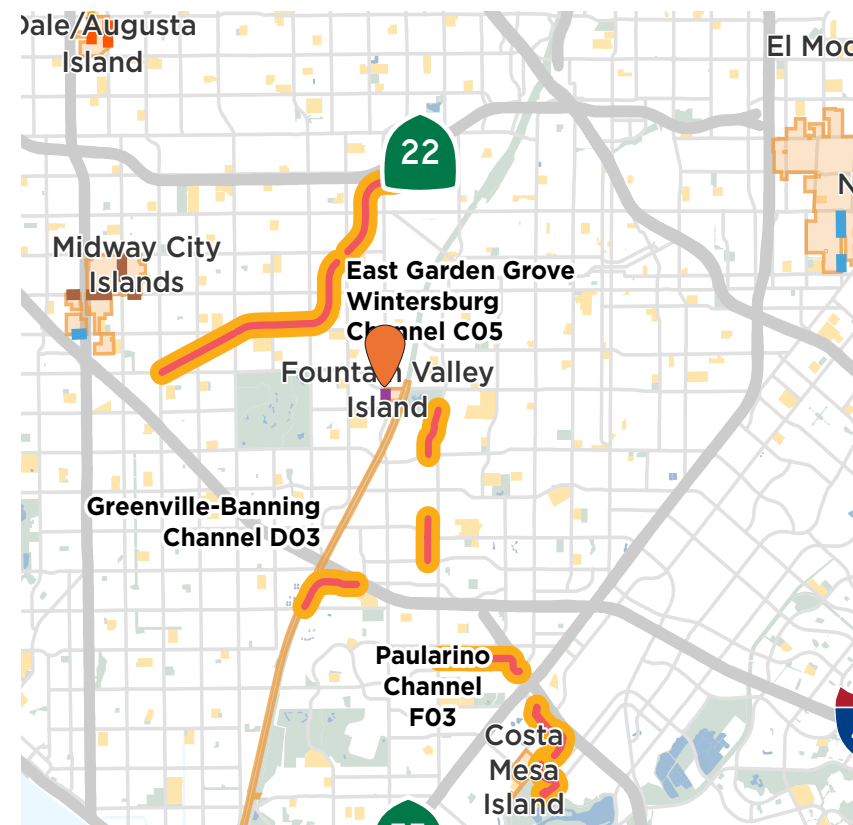 Dale/Augusta
Island
El Mod
22
N
Midway City
Islands
East Garden Grove
Wintersburg
Channel C05
Fountain Valley
Island
Greenville-Banning
Channel D03
Paularino
Channel
F03
Costa
Mesa
Island